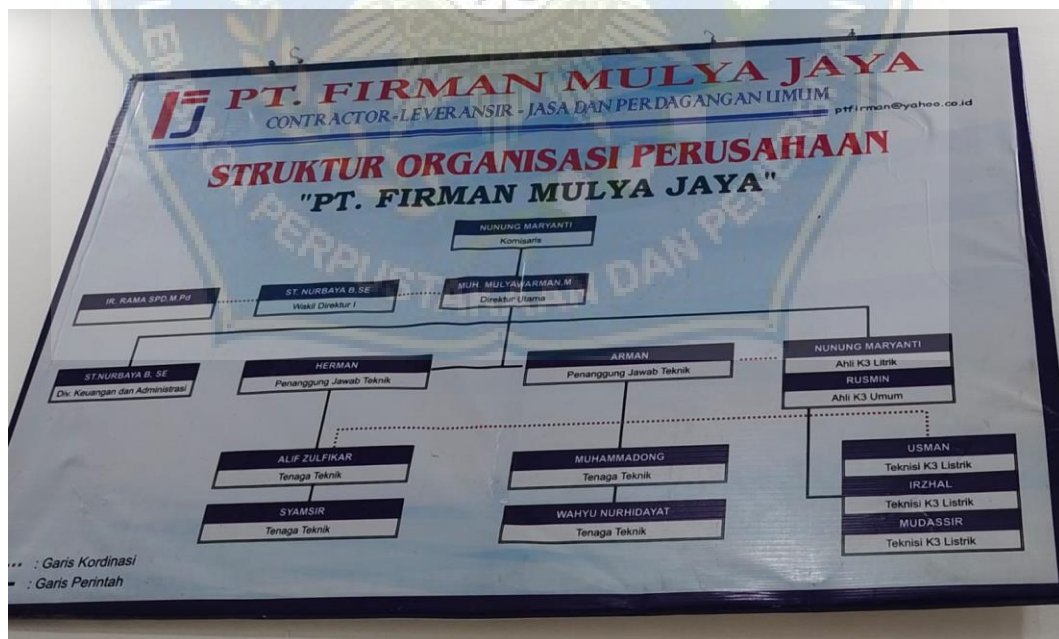 PT. FIRMAN MULYA JAYA
CONTRACTOR-LEVERANSIR-JASA DAN PERDAGANGAN UMUM
ptfirman@yahoo.co.id
STRUKTUR ORGANISASI PERUSAHAAN
"PT. FIRMAN MULYA JAYA"
NUNUNG MARYANTI
Komisaris
IR. RAMA SPD.M.Pd
ST. NURBAYA B,SE
Wakil Direktur I
MUH. MULYAWARMAN,M
Direktur Utama
ST.NURBAYA B, SE
Div. Keuangan dan Administrasi
HERMAN
Penanggung Jawab Teknik
ARMAN
Penanggung Jawab Teknik
NUNUNG MARYANTI
Ahli K3 Litrik
RUSMIN
Ahli K3 Umum
ALIF ZULFIKAR
Tenaga Teknik
SYAMSIR
Tenaga Teknik
MUHAMMADONG
Tenaga Teknik
WAHYU NURHIDAYAT
Tenaga Teknik
USMAN
Teknisi K3 Listrik
IRZHAL
Teknisi K3 Listrik
MUDASSIR
Teknisi K3 Listrik
: Garis Kordinasi
: Garis Perintah